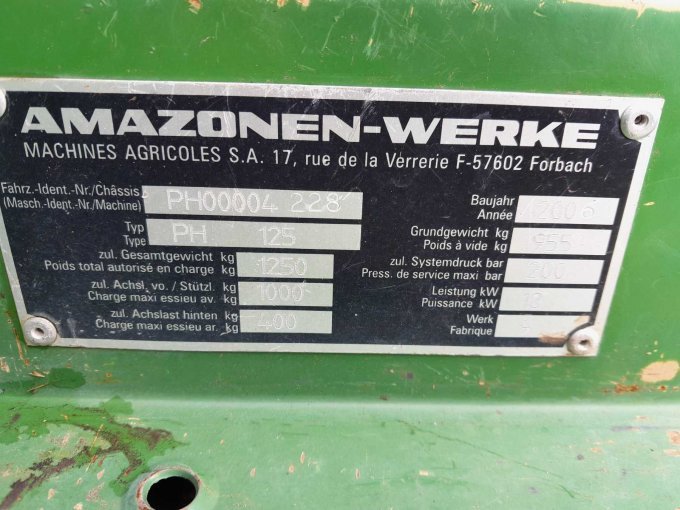 AMAZONEN-WERKE
MACHINES AGRICOLES S.A. 17, rue de la Verrerie F-57602 Forbach
Fahrz.-Ident.-Nr./Châssis
(Masch.-Ident.-Nr./Machine) PH00004 228
Typ
Type PH 125
zul. Gesamtgewicht kg
Poids total autorisé en charge kg 1250
zul. Achsl. vo. / Stützl. kg
Charge maxi essieu av. kg 1000
zul. Achslast hinten kg
Charge maxi essieu ar. kg 400
Baujahr
Année
Grundgewicht kg
Poids à vide kg 955
zul. Systemdruck bar
Press. de service maxi bar 200
Leistung kW
Puissance kW
Werk
Fabrique